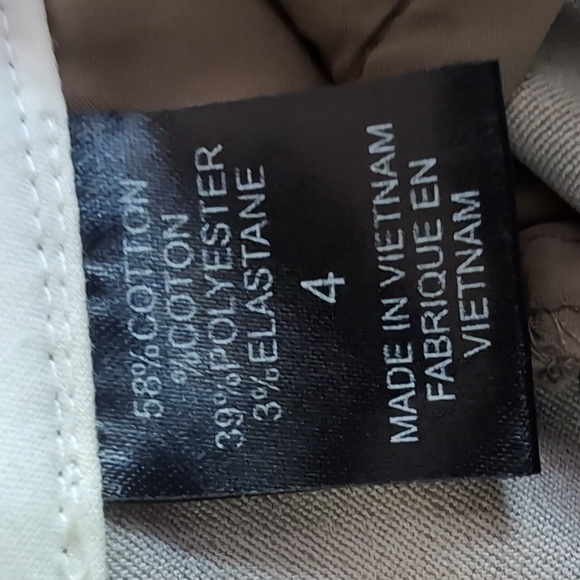 58%COTTON
%COTON
39%POLYESTER
3%ELASTANE
4
MADE IN VIETNAM
FABRIQUE EN
VIETNAM